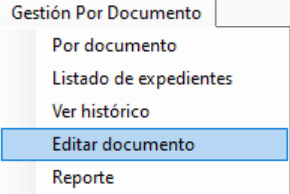 Gestión Por Documento
Por documento
Listado de expedientes
Ver histórico
Editar documento
Reporte